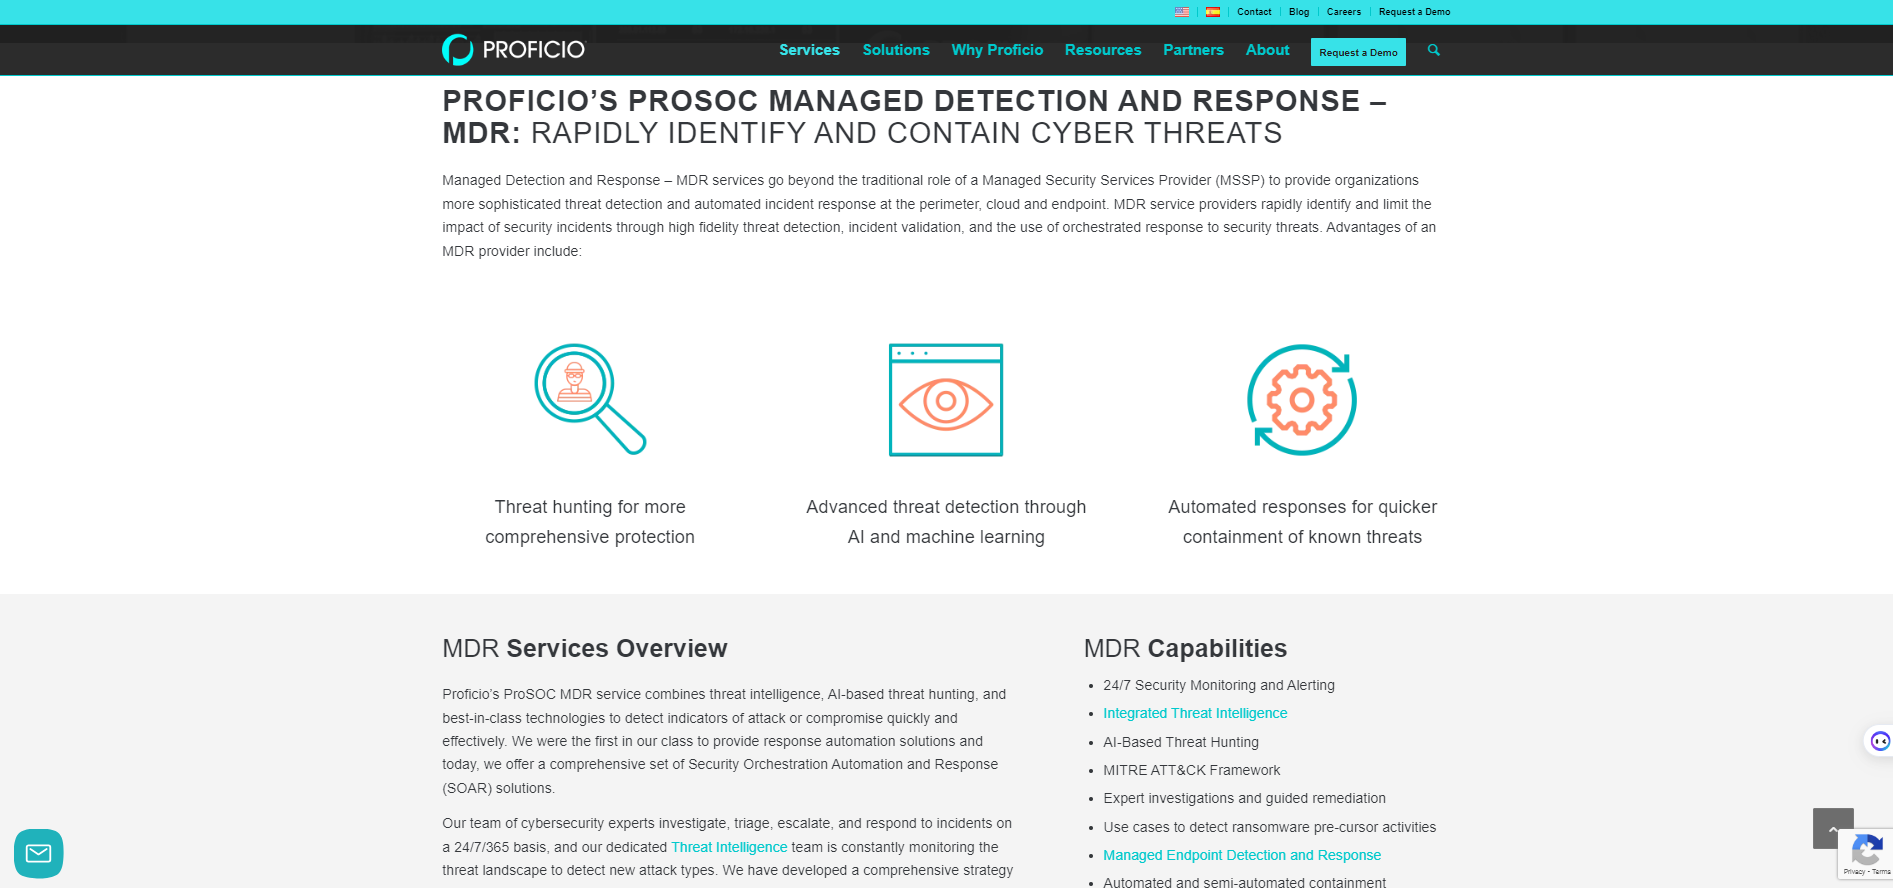 Contact
Blog
Careers
Request a Demo
PROFICIO
Services
Solutions
Why Proficio
Resources
Partners
About
Request a Demo
PROFICIO’S PROSOC MANAGED DETECTION AND RESPONSE –
MDR: RAPIDLY IDENTIFY AND CONTAIN CYBER THREATS
Managed Detection and Response – MDR services go beyond the traditional role of a Managed Security Services Provider (MSSP) to provide organizations
more sophisticated threat detection and automated incident response at the perimeter, cloud and endpoint. MDR service providers rapidly identify and limit the
impact of security incidents through high fidelity threat detection, incident validation, and the use of orchestrated response to security threats. Advantages of an
MDR provider include:
Threat hunting for more
comprehensive protection
Advanced threat detection through
AI and machine learning
Automated responses for quicker
containment of known threats
MDR Services Overview
Proficio’s ProSOC MDR service combines threat intelligence, AI-based threat hunting, and
best-in-class technologies to detect indicators of attack or compromise quickly and
effectively. We were the first in our class to provide response automation solutions and
today, we offer a comprehensive set of Security Orchestration Automation and Response
(SOAR) solutions.
Our team of cybersecurity experts investigate, triage, escalate, and respond to incidents on
a 24/7/365 basis, and our dedicated Threat Intelligence team is constantly monitoring the
threat landscape to detect new attack types. We have developed a comprehensive strategy
MDR Capabilities
• 24/7 Security Monitoring and Alerting
• Integrated Threat Intelligence
• AI-Based Threat Hunting
• MITRE ATT&CK Framework
• Expert investigations and guided remediation
• Use cases to detect ransomware pre-cursor activities
• Managed Endpoint Detection and Response
• Automated and semi-automated containment
Privacy - Terms